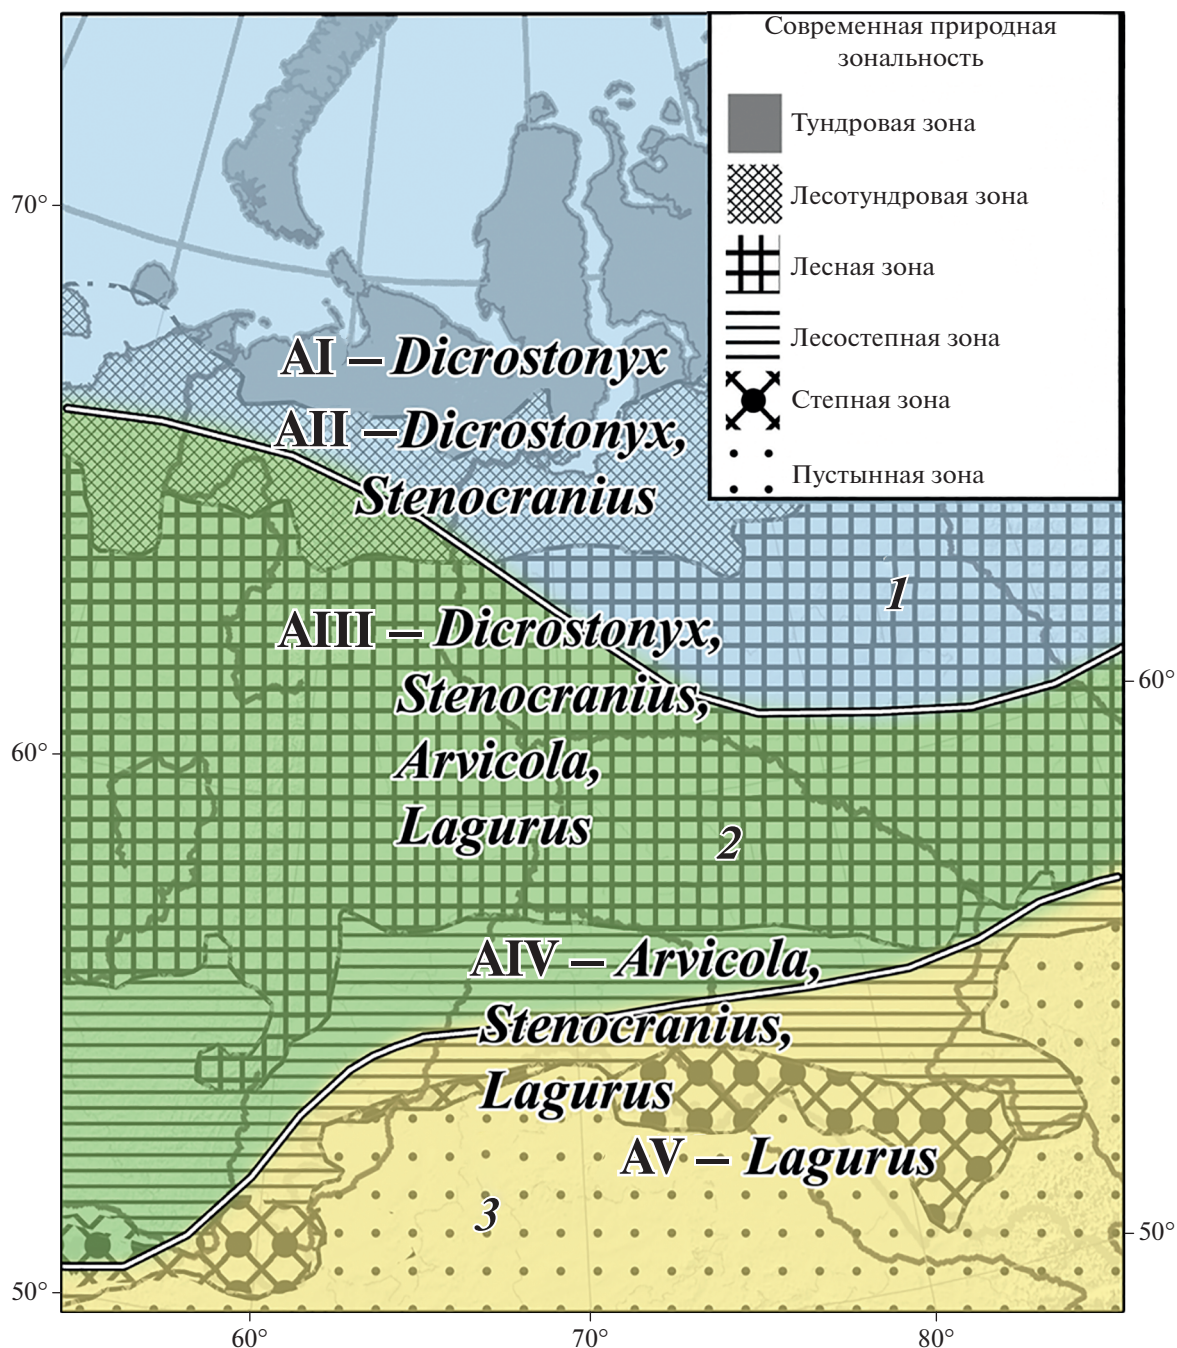 Современная природная
зональность
Тундровая зона
Лесотундровая зона
Лесная зона
Лесостепная зона
Степная зона
Пустынная зона
70°
AI – Dicrostonyx
AII –Dicrostonyx,
Stenocranius
1
AIII – Dicrostonyx,
Stenocranius,
Arvicola,
Lagurus
60°
60°
2
AIV – Arvicola,
Stenocranius,
Lagurus
AV – Lagurus
3
50°
50°
60°
70°
80°